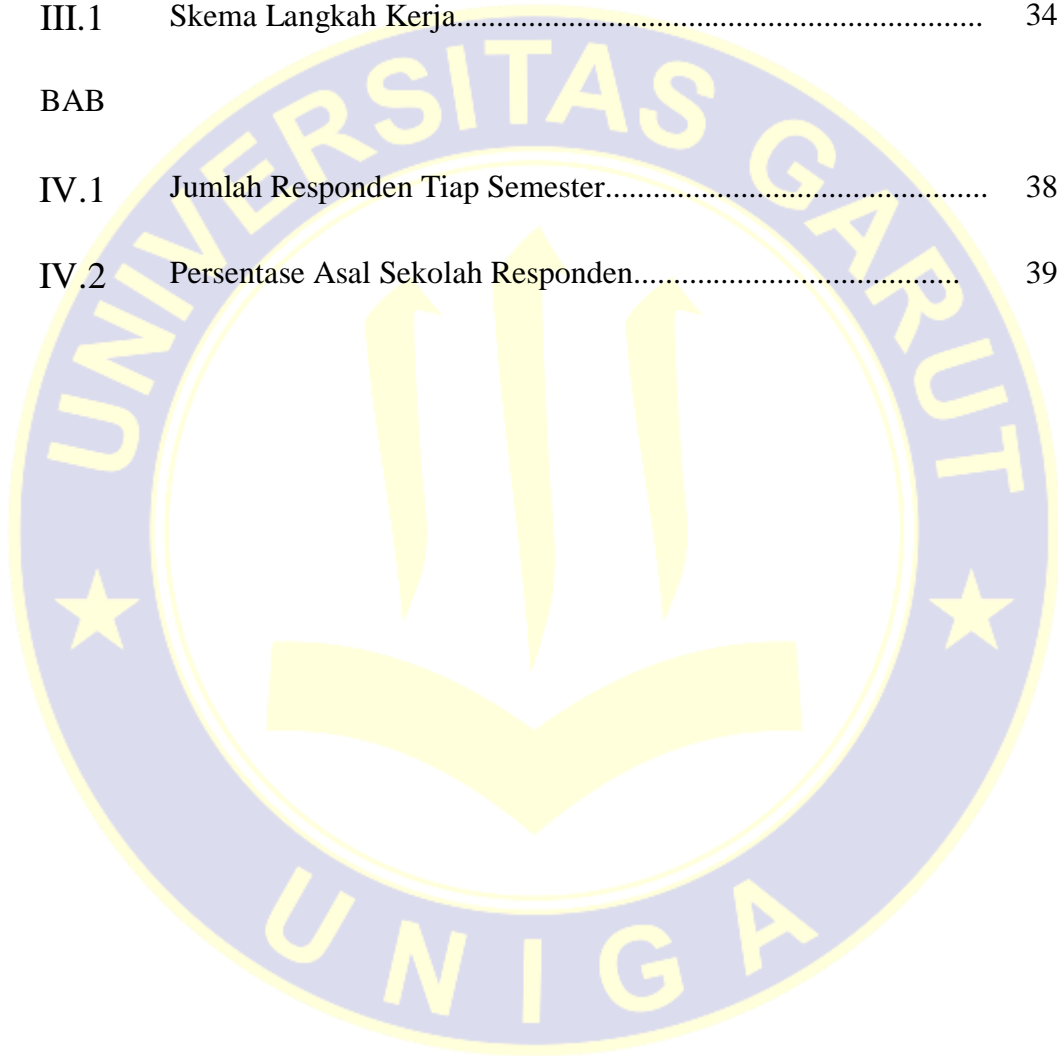 III.1 Skema Langkah Kerja......................................................................... 34
BAB
IV.1 Jumlah Responden Tiap Semester..................................................... 38
IV.2 Persentase Asal Sekolah Responden............................................. 39
UNIVERSITAS GARUT
UNIGA